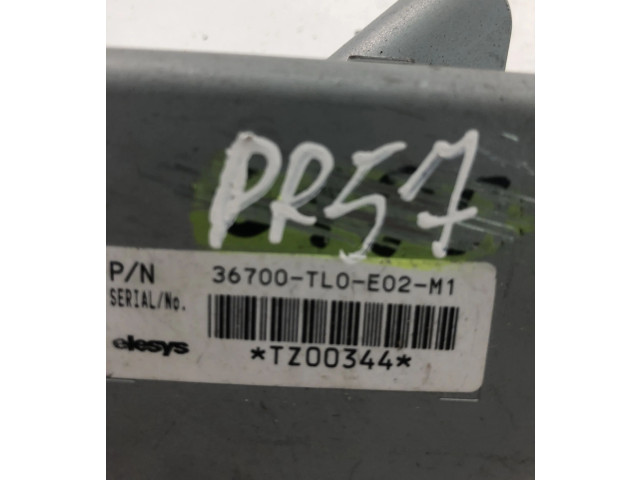 PR57
P/N 36700-TL0-E02-M1
SERIAL/No.
elesys *TZ00344*